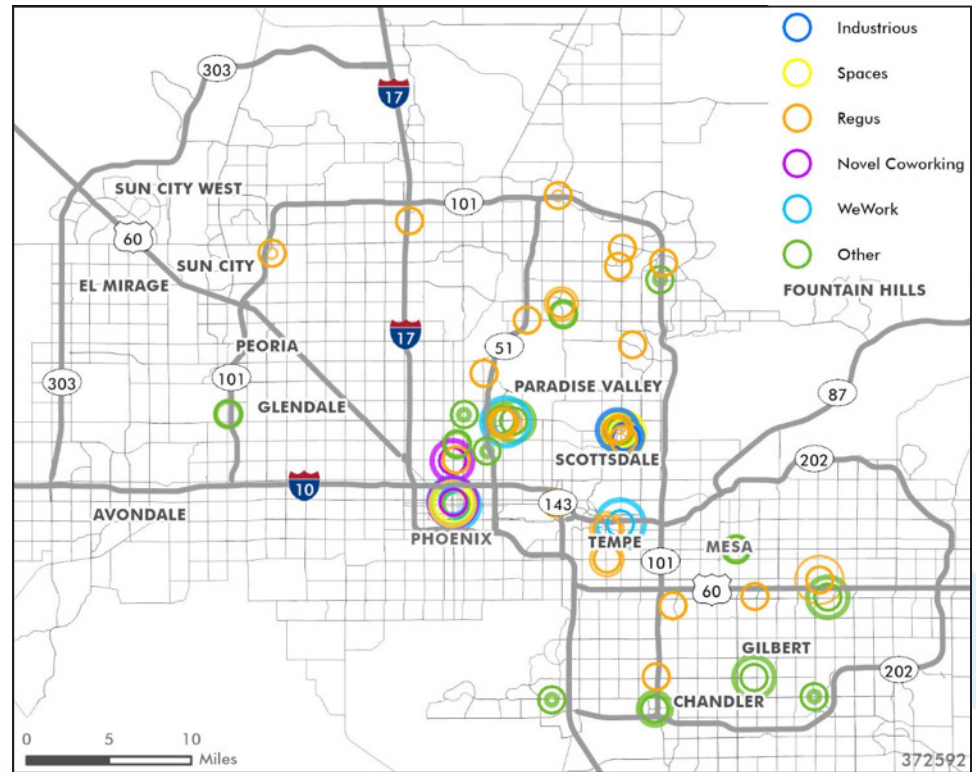 Industrious
Spaces
Regus
Novel Coworking
WeWork
Other
303
17
SUN CITY WEST
101
60
SUN CITY
EL MIRAGE
FOUNTAIN HILLS
17
PEORIA
51
303
101
PARADISE VALLEY
87
GLENDALE
SCOTTSDALE
202
10
AVONDALE
143
PHOENIX
TEMPE
MESA
101
60
GILBERT
202
CHANDLER
0 5 10
Miles
372592